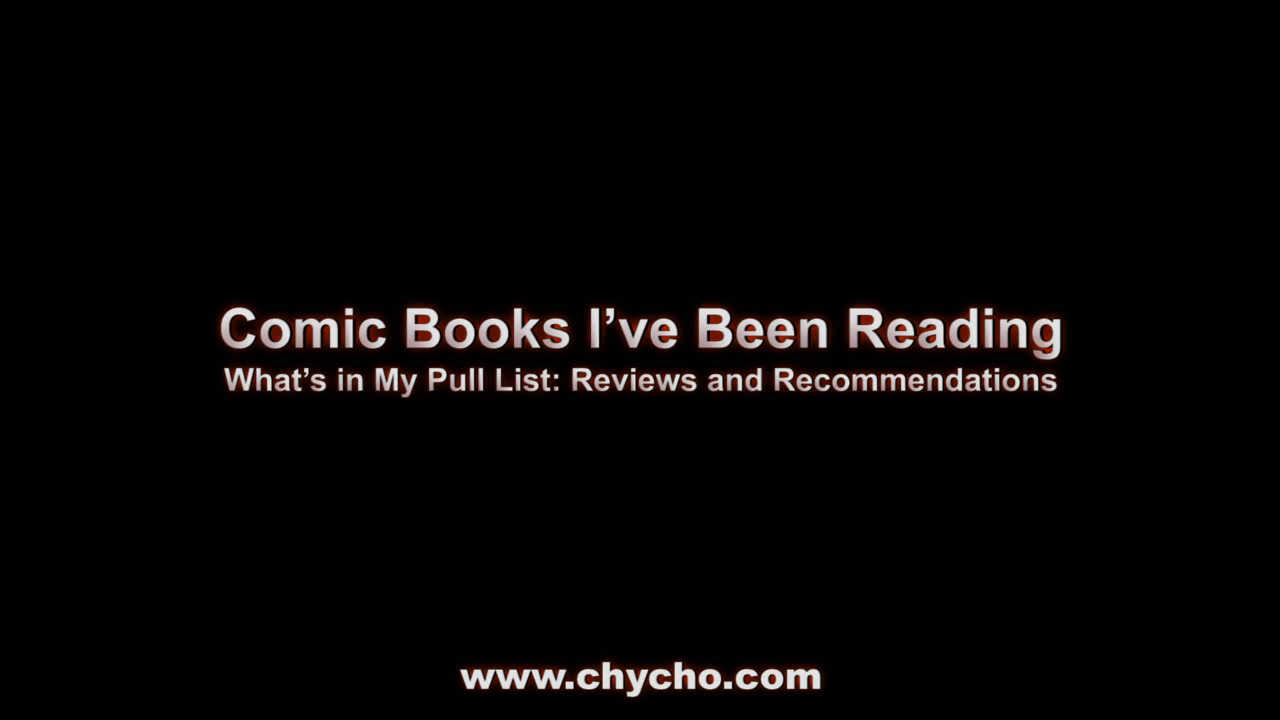 Comic Books I’ve Been Reading
What’s in My Pull List: Reviews and Recommendations
www.chycho.com